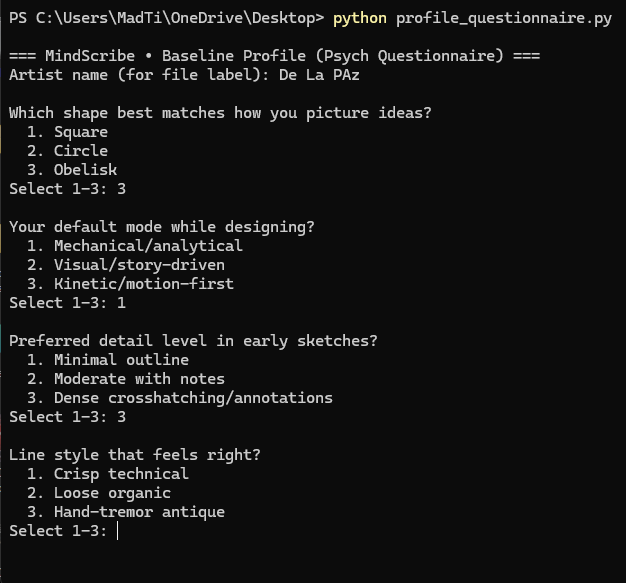 PS C:\Users\MadTi\OneDrive\Desktop> python profile_questionnaire.py
=== MindScribe • Baseline Profile (Psych Questionnaire) ===
Artist name (for file label): De La PAz
Which shape best matches how you picture ideas?
1. Square
2. Circle
3. Obelisk
Select 1-3: 3
Your default mode while designing?
1. Mechanical/analytical
2. Visual/story-driven
3. Kinetic/motion-first
Select 1-3: 1
Preferred detail level in early sketches?
1. Minimal outline
2. Moderate with notes
3. Dense crosshatching/annotations
Select 1-3: 3
Line style that feels right?
1. Crisp technical
2. Loose organic
3. Hand-tremor antique
Select 1-3: